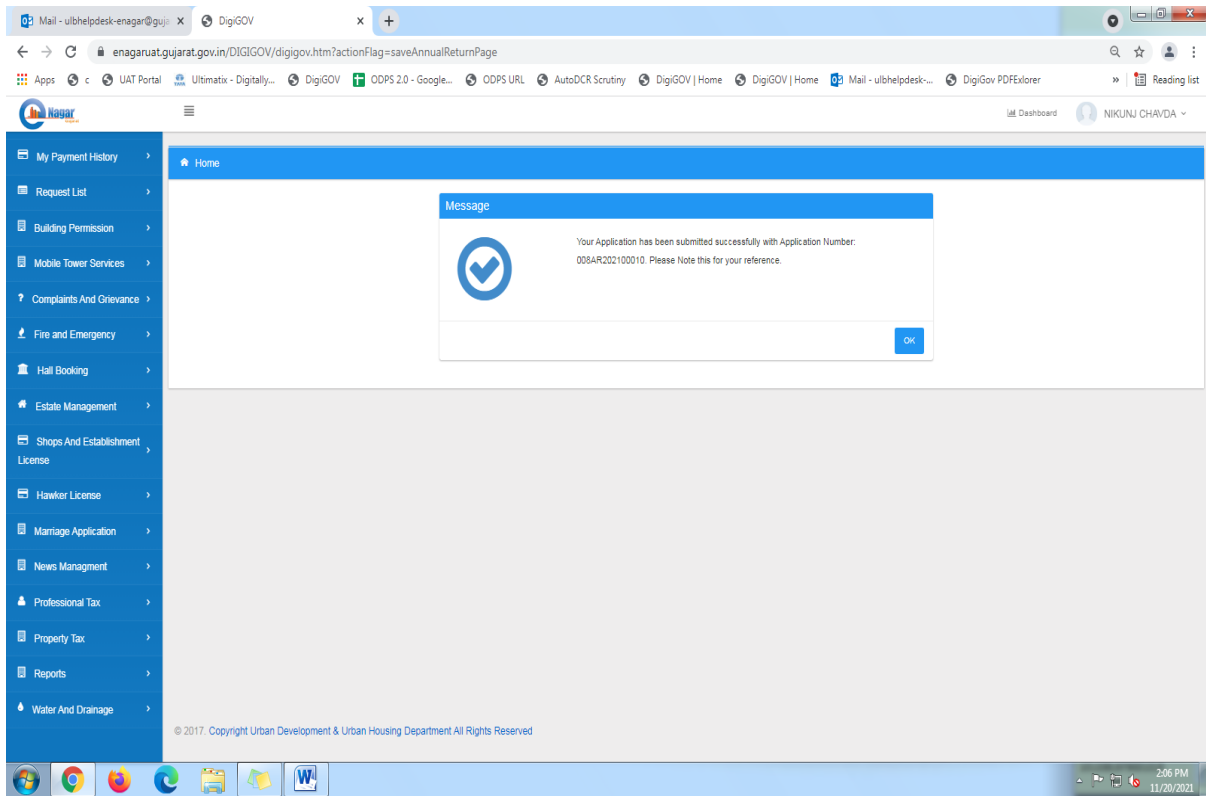 Mail - ulbhelpdesk-enagar@guja
DigiGOV
enagaruat.gujarat.gov.in/DIGIGOV/digigov.htm?actionFlag=saveAnnualReturnPage
Apps c UAT Portal Ultimatix - Digitally... DigiGOV ODPS 2.0 - Google... ODPS URL AutoDCR Scrutiny DigiGOV | Home DigiGOV | Home Mail - ulbhelpdesk-... DigiGov PDFExlorer » Reading list
Nagar
Dashboard NIKUNJ CHAVDA
My Payment History
Request List
Building Permission
Mobile Tower Services
Complaints And Grievance
Fire and Emergency
Hall Booking
Estate Management
Shops And Establishment
License
Hawker License
Marriage Application
News Managment
Professional Tax
Property Tax
Reports
Water And Drainage
Home
Message
Your Application has been submitted successfully with Application Number:
008AR202100010. Please Note this for your reference.
OK
© 2017. Copyright Urban Development & Urban Housing Department All Rights Reserved
2:06 PM
11/20/2021